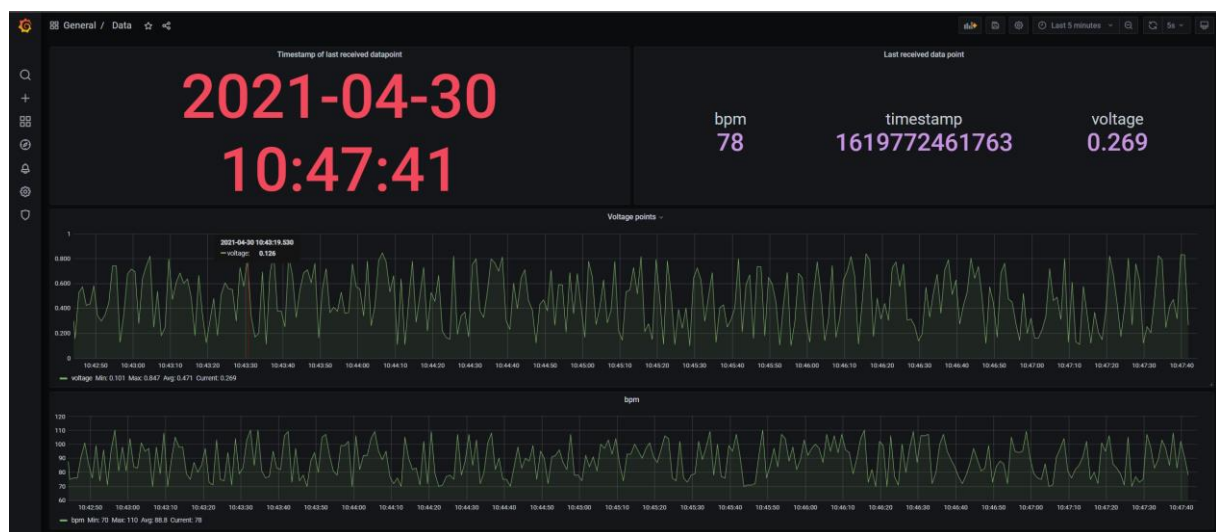 General / Data
Last 5 minutes
5s
Timestamp of last received datapoint
2021-04-30
10:47:41
Last received data point
bpm timestamp voltage
78 1619772461763 0.269
Voltage points
2021-04-30 10:43:19.530
voltage: 0.126
1
0.800
0.600
0.400
0.200
0
10:42:50 10:43:00 10:43:10 10:43:20 10:43:30 10:43:40 10:43:50 10:44:00 10:44:10 10:44:20 10:44:30 10:44:40 10:44:50 10:45:00 10:45:10 10:45:20 10:45:30 10:45:40 10:45:50 10:46:00 10:46:10 10:46:20 10:46:30 10:46:40 10:46:50 10:47:00 10:47:10 10:47:20 10:47:30 10:47:40
voltage Min: 0.101 Max: 0.847 Avg: 0.471 Current: 0.269
bpm
120
110
100
90
80
70
60
10:42:50 10:43:00 10:43:10 10:43:20 10:43:30 10:43:40 10:43:50 10:44:00 10:44:10 10:44:20 10:44:30 10:44:40 10:44:50 10:45:00 10:45:10 10:45:20 10:45:30 10:45:40 10:45:50 10:46:00 10:46:10 10:46:20 10:46:30 10:46:40 10:46:50 10:47:00 10:47:10 10:47:20 10:47:30 10:47:40
bpm Min: 70 Max: 110 Avg: 88.8 Current: 78